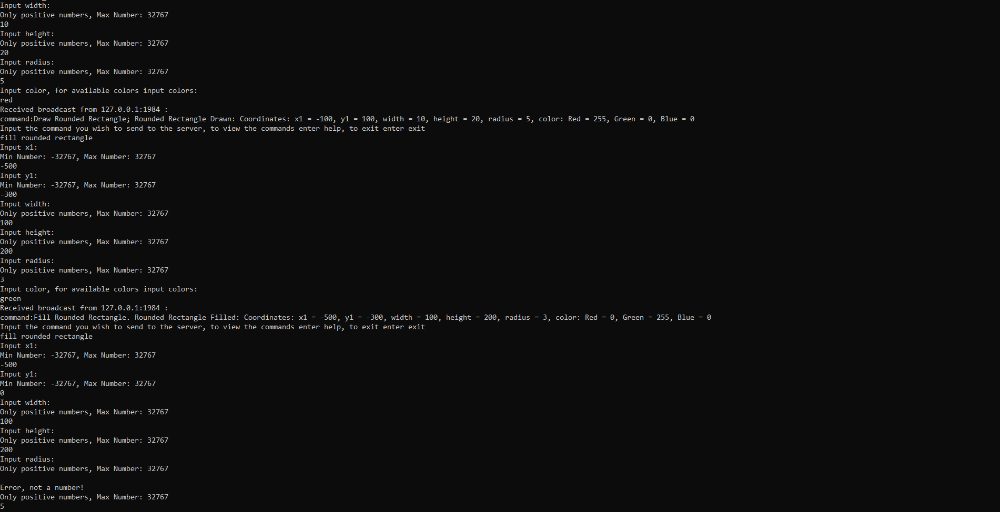 Input width:
Only positive numbers, Max Number: 32767
10
Input height:
Only positive numbers, Max Number: 32767
20
Input radius:
Only positive numbers, Max Number: 32767
5
Input color, for available colors input colors:
red
Received broadcast from 127.0.0.1:1984 :
command:Draw Rounded Rectangle; Rounded Rectangle Drawn: Coordinates: x1 = -100, y1 = 100, width = 10, height = 20, radius = 5, color: Red = 255, Green = 0, Blue = 0
Input the command you wish to send to the server, to view the commands enter help, to exit enter exit
fill rounded rectangle
Input x1:
Min Number: -32767, Max Number: 32767
-500
Input y1:
Min Number: -32767, Max Number: 32767
-300
Input width:
Only positive numbers, Max Number: 32767
100
Input height:
Only positive numbers, Max Number: 32767
200
Input radius:
Only positive numbers, Max Number: 32767
3
Input color, for available colors input colors:
green
Received broadcast from 127.0.0.1:1984 :
command:Fill Rounded Rectangle. Rounded Rectangle Filled: Coordinates: x1 = -500, y1 = -300, width = 100, height = 200, radius = 3, color: Red = 0, Green = 255, Blue = 0
Input the command you wish to send to the server, to view the commands enter help, to exit enter exit
fill rounded rectangle
Input x1:
Min Number: -32767, Max Number: 32767
-500
Input y1:
Min Number: -32767, Max Number: 32767
0
Input width:
Only positive numbers, Max Number: 32767
100
Input height:
Only positive numbers, Max Number: 32767
200
Input radius:
Only positive numbers, Max Number: 32767
Error, not a number!
Only positive numbers, Max Number: 32767
5